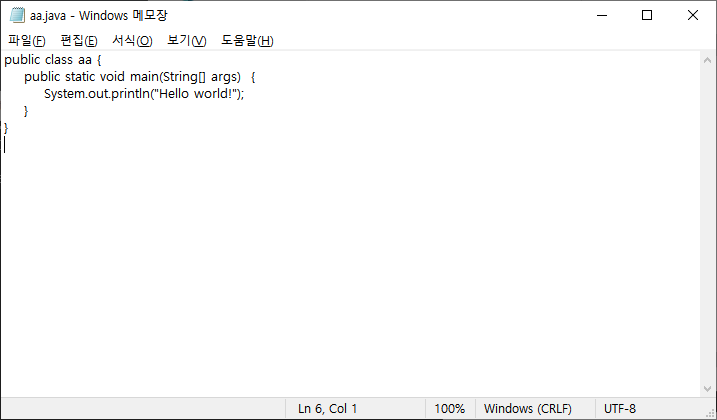 aa.java - Windows 메모장
파일(F) 편집(E) 서식(O) 보기(V) 도움말(H)
public class aa {
    public static void main(String[] args)  {
        System.out.println("Hello world!");
    }
}
Ln 6, Col 1 100% Windows (CRLF) UTF-8